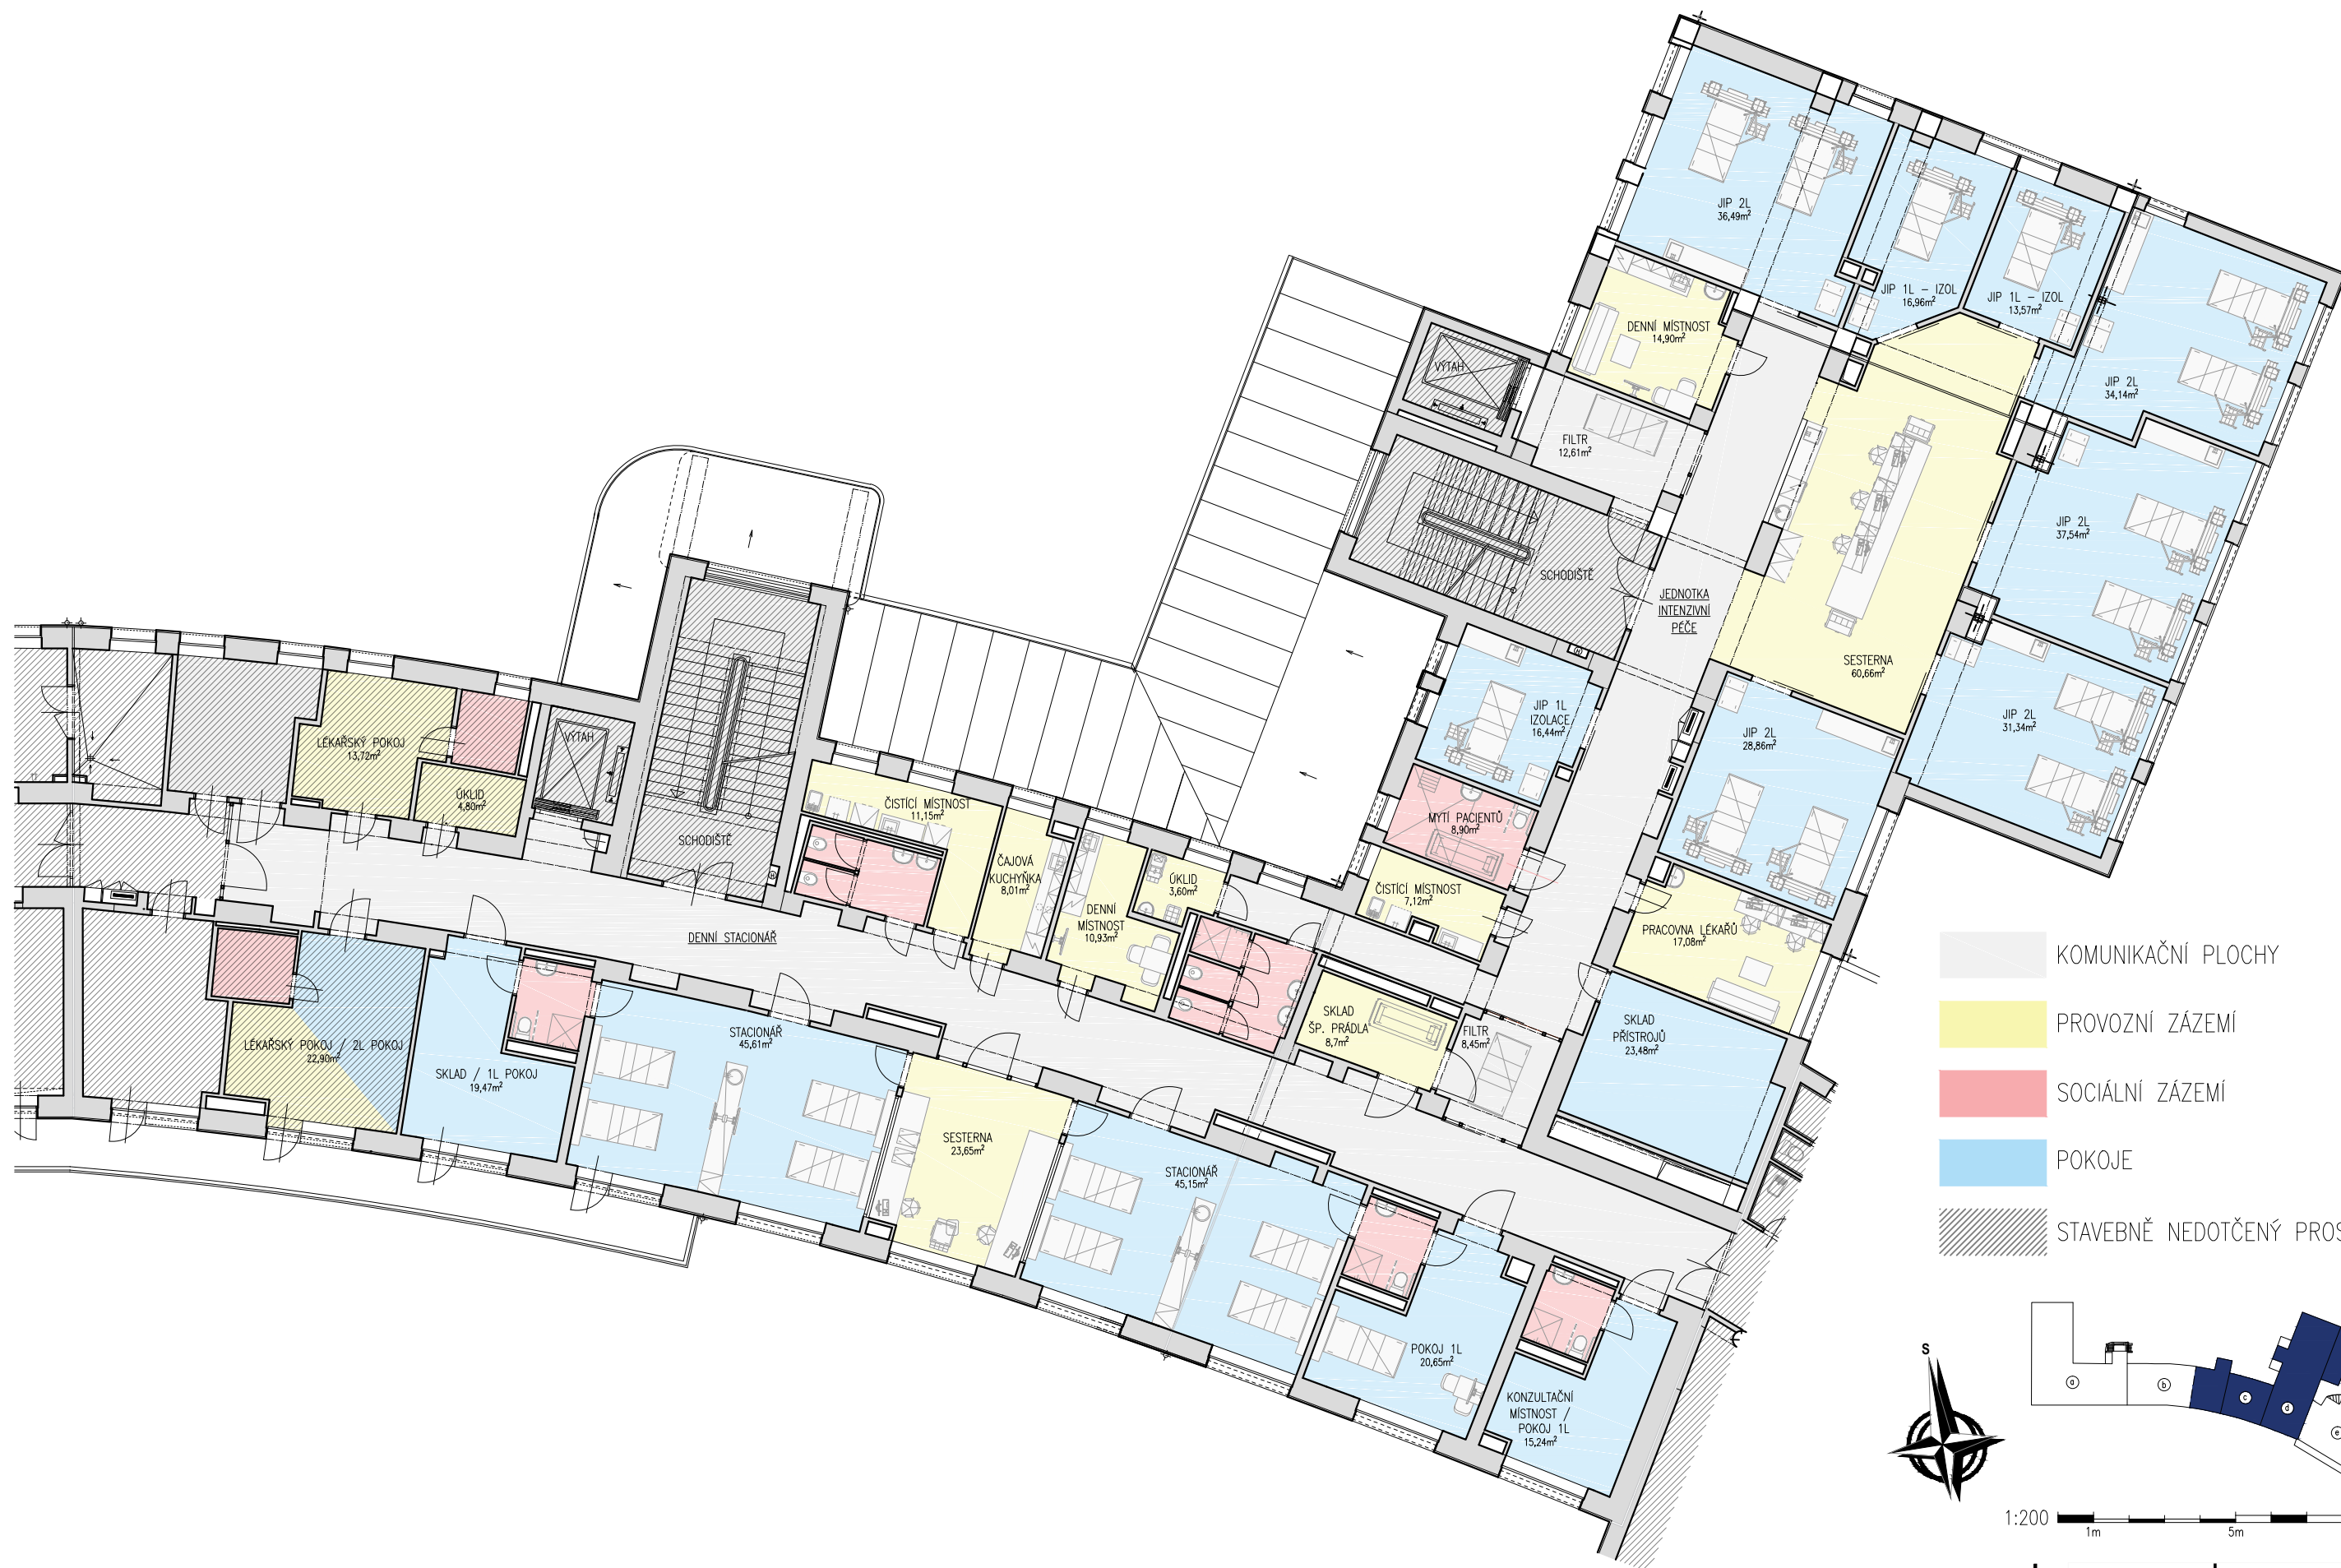 JIP 2L
36,49m²
JIP 1L – IZOL
16,96m²
JIP 1L – IZOL
13,57m²
DENNÍ MÍSTNOST
14,90m²
VÝTAH
JIP 2L
34,14m²
FILTR
12,61m²
JIP 2L
37,54m²
SCHODIŠTĚ
JEDNOTKA
INTENZIVNÍ
PÉČE
SESTERNA
60,66m²
JIP 1L
IZOLACE
16,44m²
JIP 2L
31,34m²
JIP 2L
28,86m²
LÉKAŘSKÝ POKOJ
13,72m²
VÝTAH
ÚKLID
4,80m²
SCHODIŠTĚ
ČISTÍCÍ MÍSTNOST
11,15m²
MYTÍ PACIENTŮ
8,90m²
ČAJOVÁ
KUCHYŇKA
8,01m²
ÚKLID
3,60m²
ČISTÍCÍ MÍSTNOST
7,12m²
DENNÍ
MÍSTNOST
10,93m²
DENNÍ STACIONÁŘ
PRACOVNA LÉKAŘŮ
17,08m²
KOMUNIKAČNÍ PLOCHY
PROVOZNÍ ZÁZEMÍ
SOCIÁLNÍ ZÁZEMÍ
POKOJE
STAVEBNĚ NEDOTČENÝ PROS
SKLAD
ŠP. PRÁDLA
8,7m²
FILTR
8,45m²
SKLAD
PŘÍSTROJŮ
23,48m²
LÉKAŘSKÝ POKOJ / 2L POKOJ
22,90m²
SKLAD / 1L POKOJ
19,47m²
STACIONÁŘ
45,61m²
SESTERNA
23,65m²
STACIONÁŘ
45,15m²
POKOJ 1L
20,65m²
KONZULTAČNÍ
MÍSTNOST /
POKOJ 1L
15,24m²
S
a
b
c
d
e
1:200
1m
5m